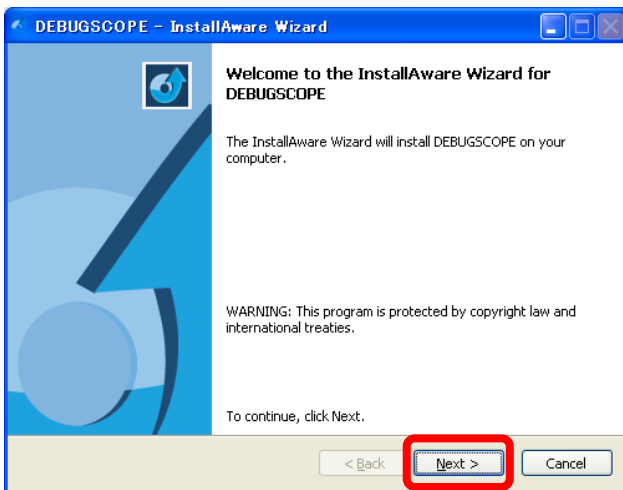 DEBUGSCOPE - InstallAware Wizard
Welcome to the InstallAware Wizard for
DEBUGSCOPE
The InstallAware Wizard will install DEBUGSCOPE on your
computer.
WARNING: This program is protected by copyright law and
international treaties.
To continue, click Next.
< Back Next > Cancel